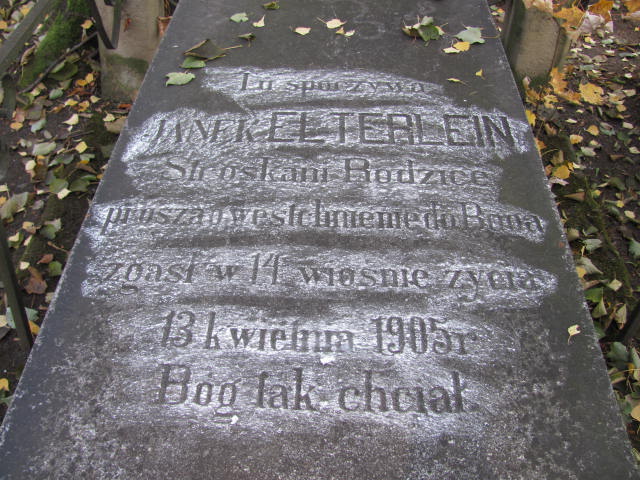 Tu spoczywa
JANEK ELTERLEIN
Stroskani Rodzice
proszą o westchnienie do Boga
zgasł w 14 wiośnie życia
13 kwietnia 1905 r.
Bóg tak chciał.